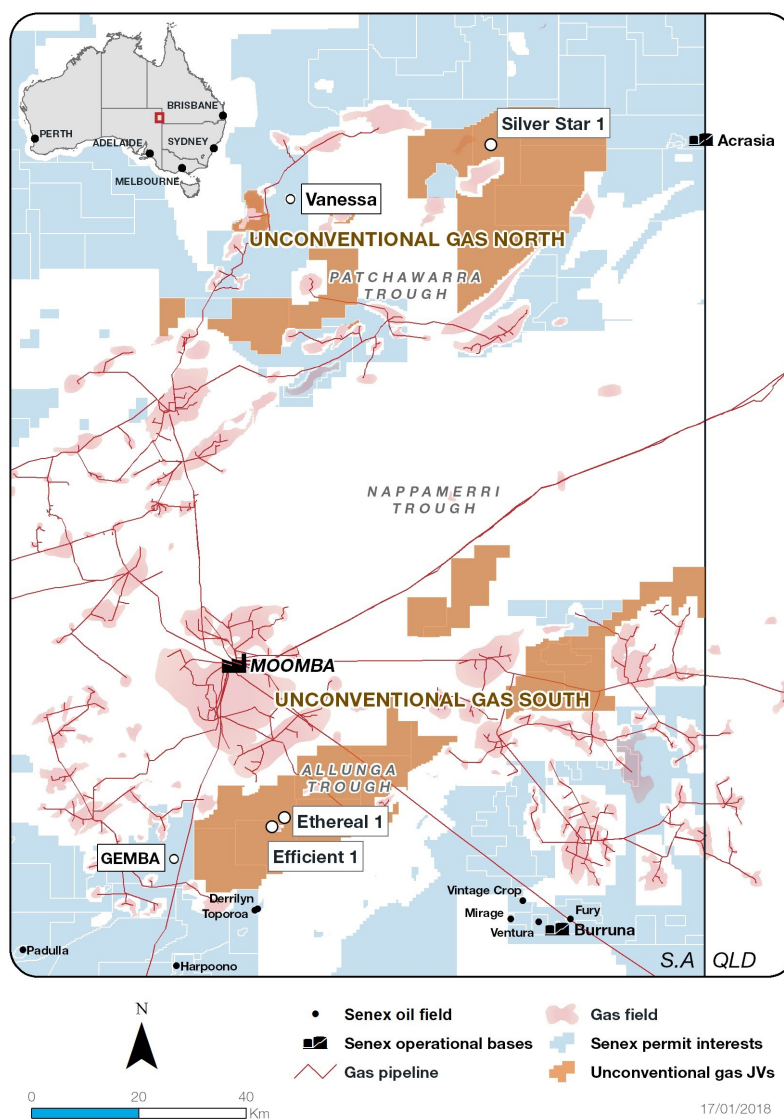 BRISBANE
PERTH
ADELAIDE
SYDNEY
MELBOURNE
Silver Star 1
Acrasia
Vanessa
UNCONVENTIONAL GAS NORTH
PATCHAWARRA
TROUGH
NAPPAMERRI
TROUGH
MOOMBA
UNCONVENTIONAL GAS SOUTH
ALLUNGA
TROUGH
Ethereal 1
Efficient 1
GEMBA
Derrilyn
Toporoa
Vintage Crop
Mirage
Fury
Ventura
Burruna
Padulla
Harpoono
S.A
QLD
N
Senex oil field
Gas field
Senex operational bases
Senex permit interests
Gas pipeline
Unconventional gas JVs
0 20 40
Km
17/01/2018